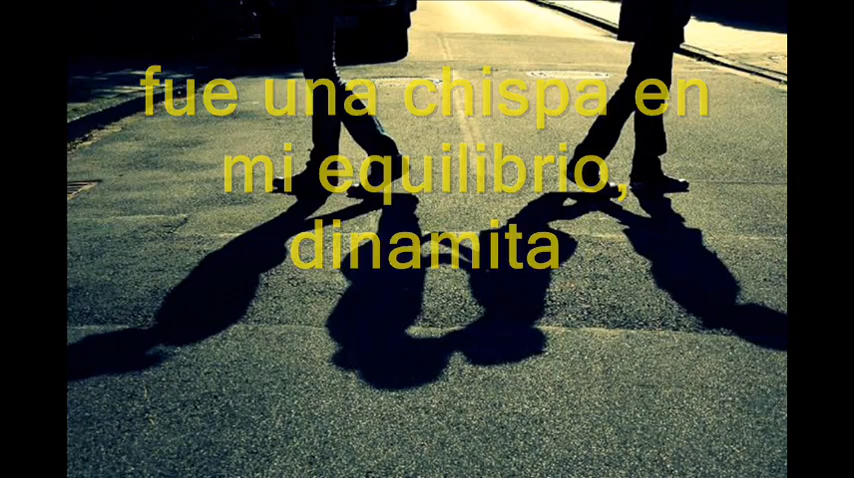 fue una chispa en
mi equilibrio,
dinamita